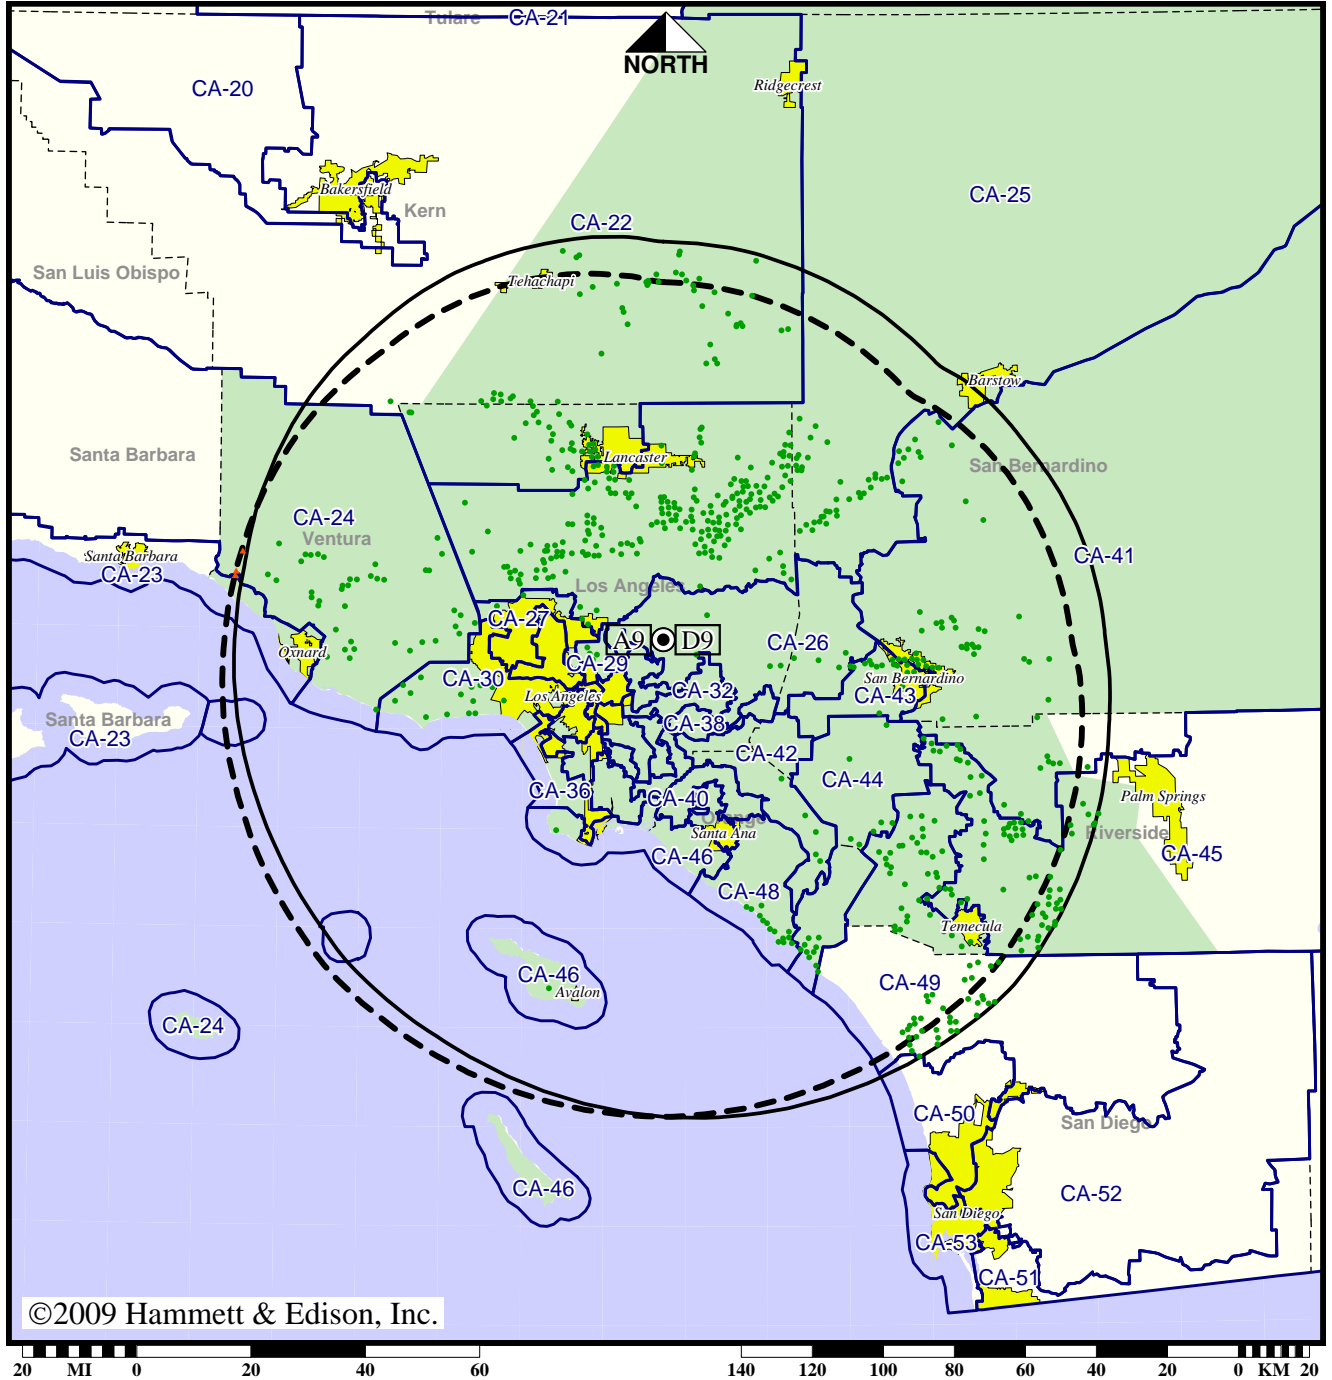 Tulare
CA-21
NORTH
CA-20
Ridgecrest
Bakersfield
Kern
CA-25
CA-22
San Luis Obispo
Tehachapi
Barstow
Santa Barbara
Lancaster
San Bernardino
CA-24
Ventura
Santa Barbara
CA-23
CA-41
Los Angeles
CA-27
A9
D9
CA-26
Oxnard
CA-29
CA-30
San Bernardino
CA-32
CA-43
Los Angeles
Santa Barbara
CA-23
CA-38
CA-42
CA-44
CA-36
CA-40
Palm Springs
Orange
Santa Ana
Riverside
CA-46
CA-45
CA-48
Temecula
CA-46
Avalon
CA-49
CA-24
CA-50
San Diego
CA-46
CA-52
San Diego
CA-53
CA-51
©2009 Hammett & Edison, Inc.
20 MI 0 20 40 60 140 120 100 80 60 40 20 0 KM 20